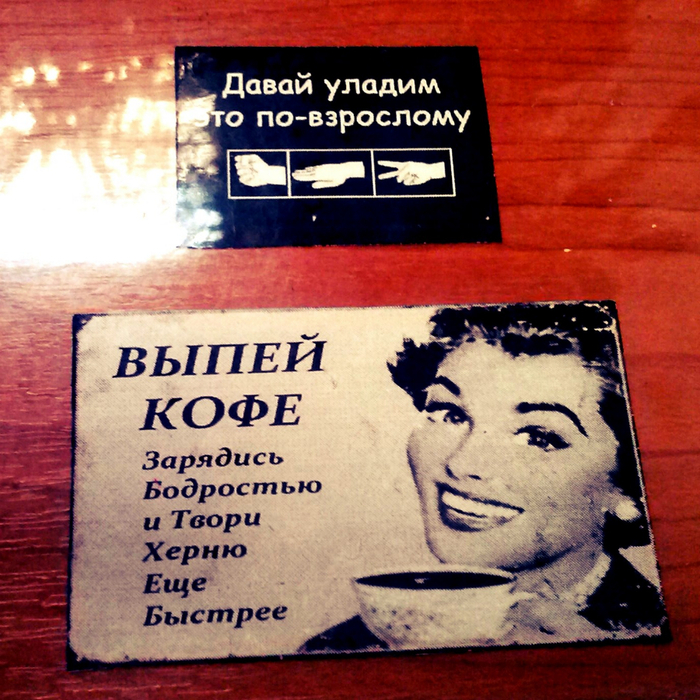 Давай уладим
это по-взрослому
ВЫПЕЙ
КОФЕ
Зарядись
Бодростью
и Твори
Херню
Еще
Быстрее